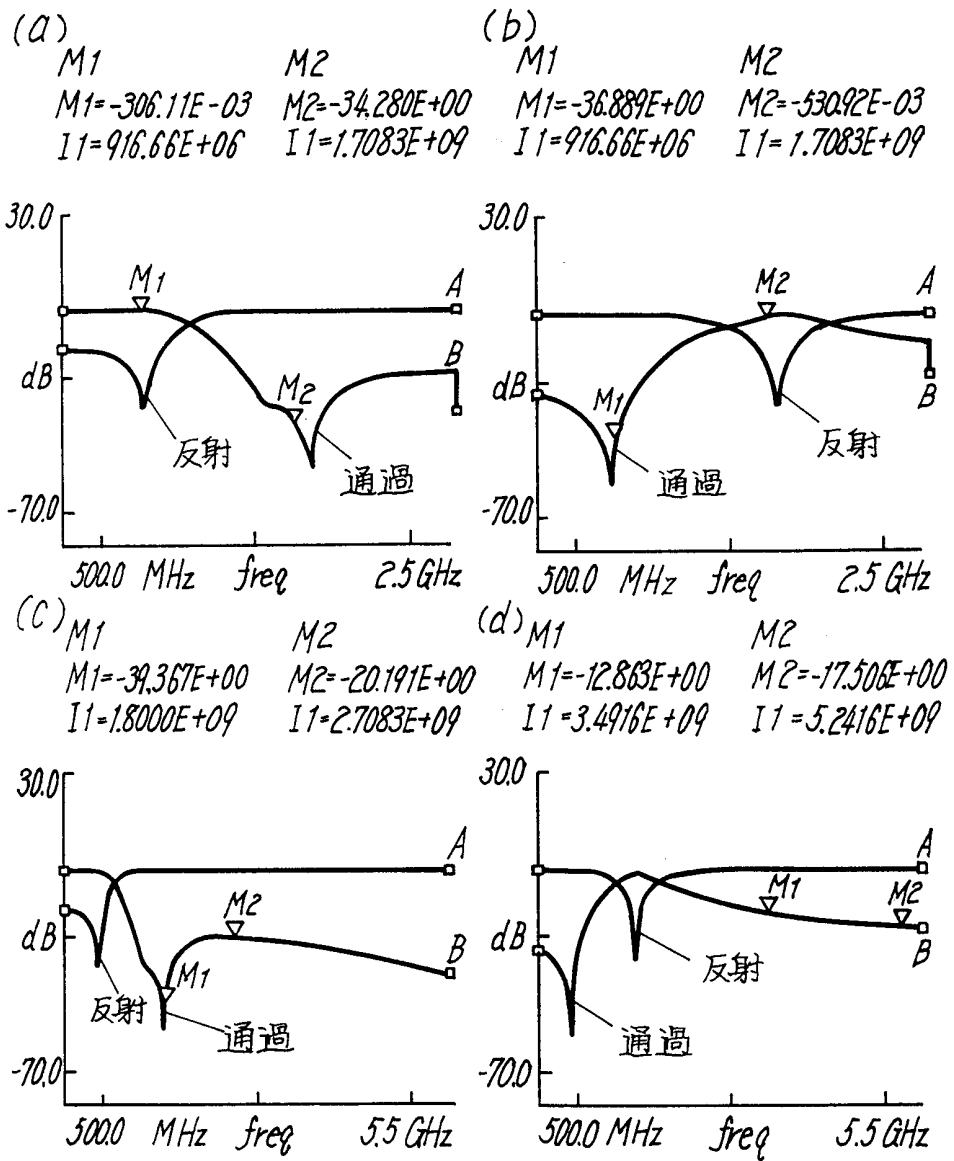 (a)
M1 M2
M1=-306.11E-03 M2=-34.280E+00
I1=916.66E+06 I1=1.7083E+09
30.0
M1
A
dB
M2
B
反射
通過
-70.0
500.0 MHz freq 2.5 GHz
(b)
M1 M2
M1=-36.889E+00 M2=-530.92E-03
I1=916.66E+06 I1=1.7083E+09
30.0
M2
A
dB
M1
B
反射
通過
-70.0
500.0 MHz freq 2.5 GHz
(c)
M1 M2
M1=-39.367E+00 M2=-20.191E+00
I1=1.8000E+09 I1=2.7083E+09
30.0
A
M2
dB
M1
B
反射
通過
-70.0
500.0 MHz freq 5.5 GHz
(d)
M1 M2
M1=-12.863E+00 M2=-17.506E+00
I1=3.4916E+09 I1=5.2416E+09
30.0
A
M1
M2
dB
B
反射
通過
-70.0
500.0 MHz freq 5.5 GHz